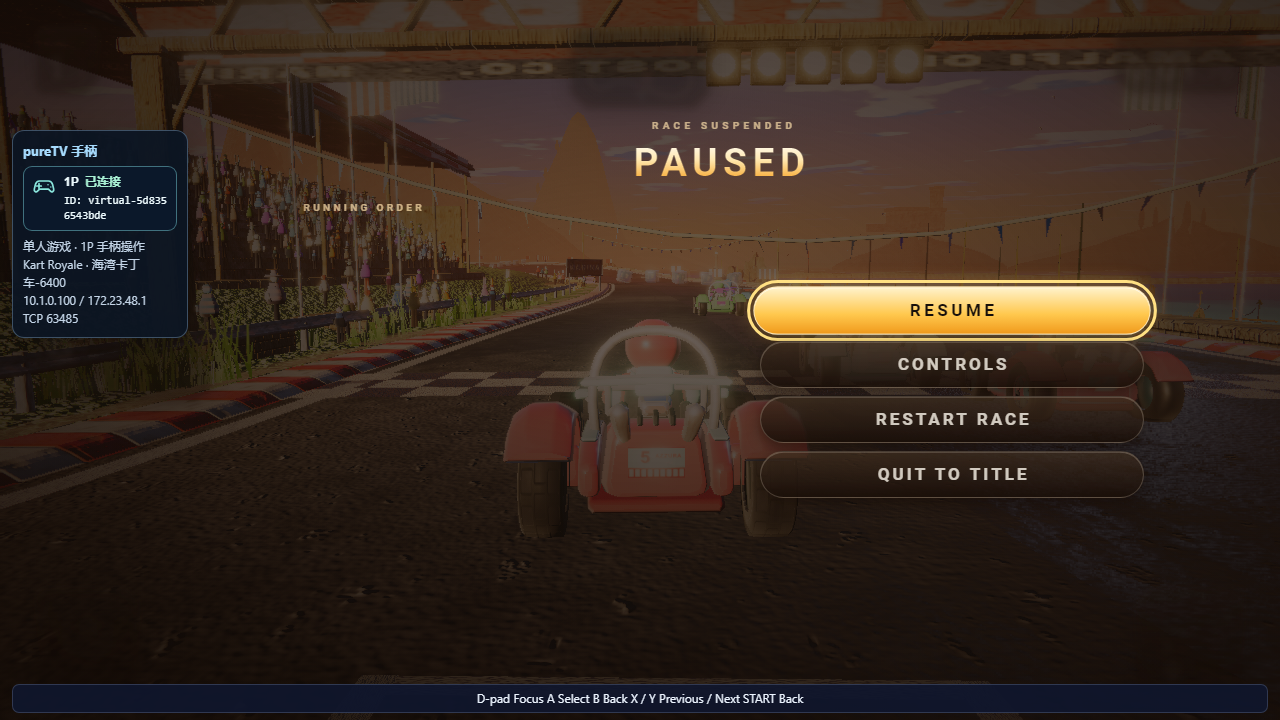 RACE SUSPENDED
PAUSED
pureTV 手柄
1P 已连接
ID: virtual-5d835
6543bde
单人游戏 · 1P 手柄操作
Kart Royale · 海湾卡丁
车-6400
10.1.0.100 / 172.23.48.1
TCP 63485
RUNNING ORDER
RESUME
CONTROLS
RESTART RACE
QUIT TO TITLE
5
D-pad Focus A Select B Back X / Y Previous / Next START Back